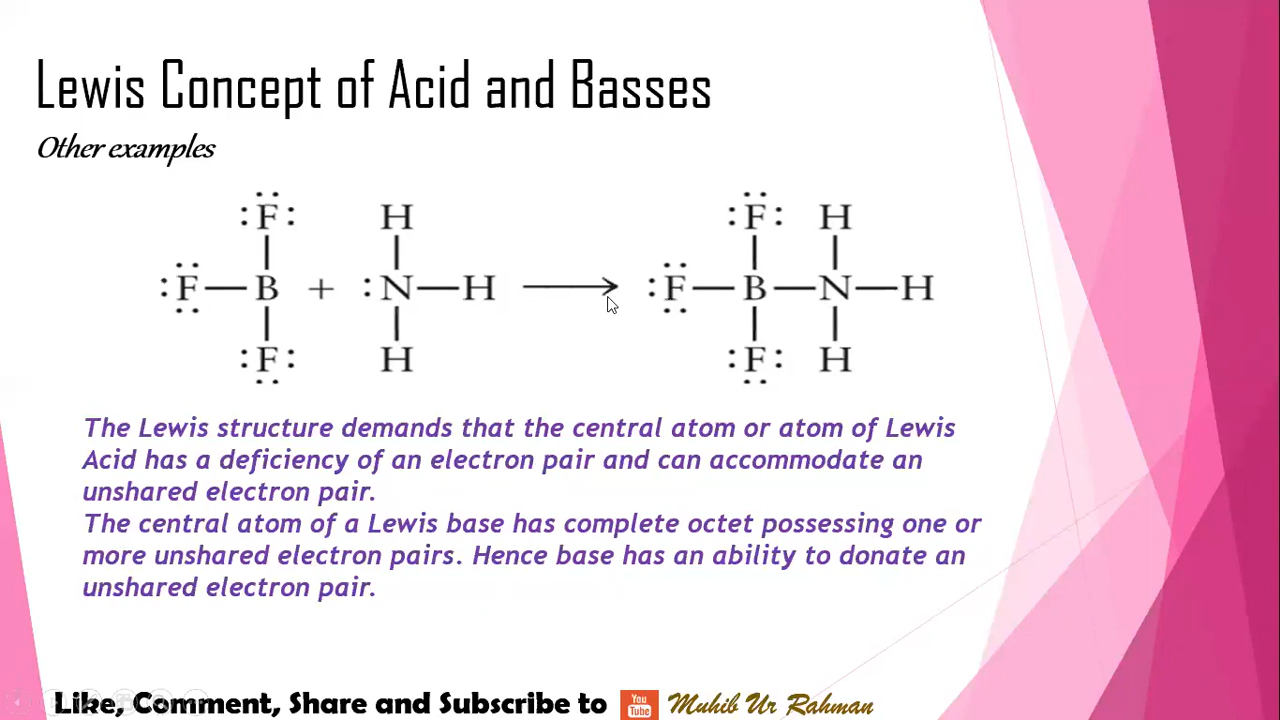 Lewis Concept of Acid and Basses
Other examples
:F: H :F: H
:F—B + :N—H ⟶ :F—B—N—H
:F: H :F: H
The Lewis structure demands that the central atom or atom of Lewis
Acid has a deficiency of an electron pair and can accommodate an
unshared electron pair.
The central atom of a Lewis base has complete octet possessing one or
more unshared electron pairs. Hence base has an ability to donate an
unshared electron pair.
Like, Comment, Share and Subscribe to You Tube Muhib Ur Rahman